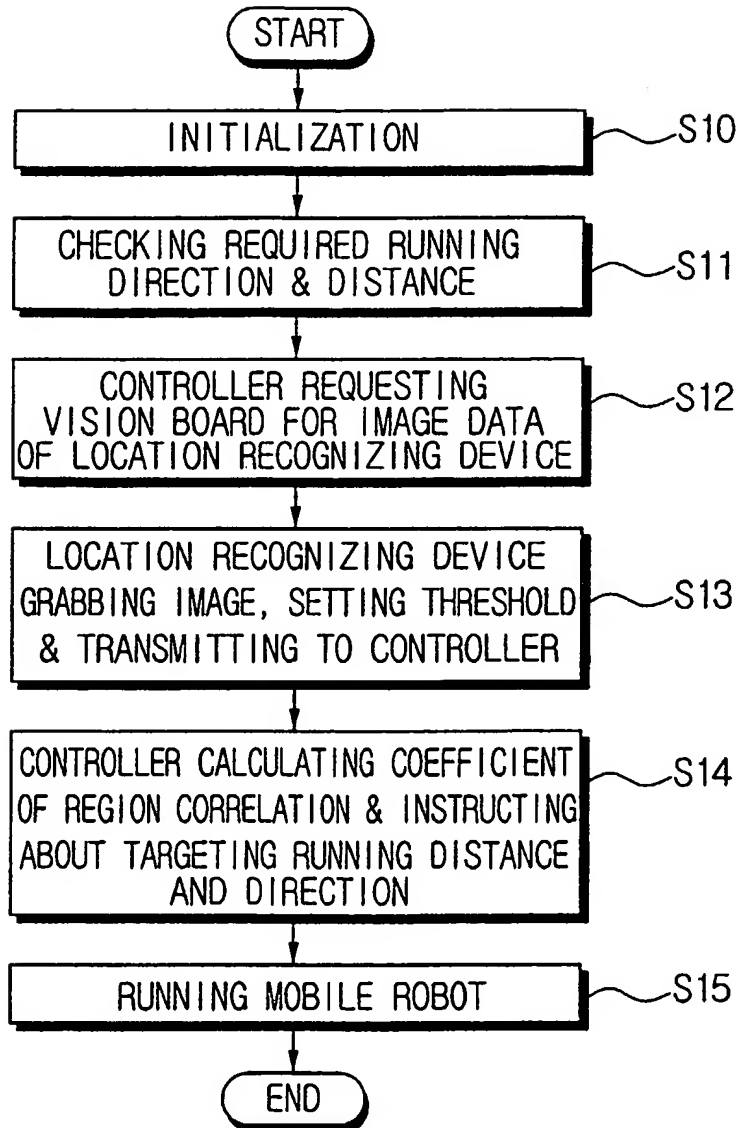 START
INITIALIZATION
S10
CHECKING REQUIRED RUNNING
DIRECTION & DISTANCE
S11
CONTROLLER REQUESTING
VISION BOARD FOR IMAGE DATA
OF LOCATION RECOGNIZING DEVICE
S12
LOCATION RECOGNIZING DEVICE
GRABBING IMAGE, SETTING THRESHOLD
& TRANSMITTING TO CONTROLLER
S13
CONTROLLER CALCULATING COEFFICIENT
OF REGION CORRELATION & INSTRUCTING
ABOUT TARGETING RUNNING DISTANCE
AND DIRECTION
S14
RUNNING MOBILE ROBOT
S15
END